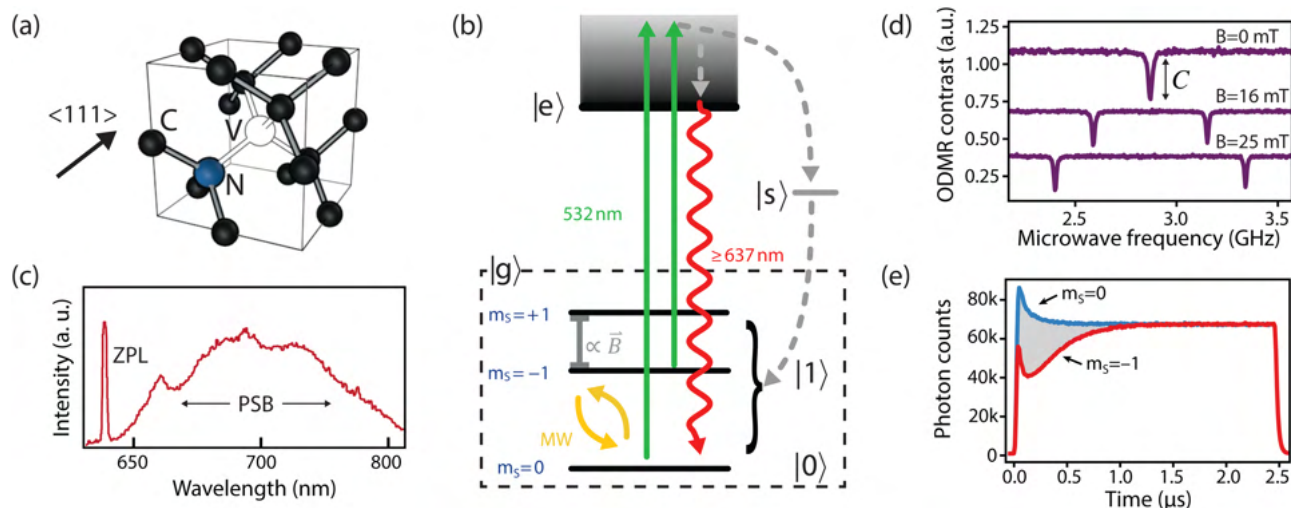 (a)
<111>
C
V
N
(b)
|e⟩
|s⟩
532 nm
≥ 637 nm
|g⟩
mS=+1
∝ B⃗
mS=−1
|1⟩
MW
mS=0
|0⟩
(c)
Intensity (a. u.)
ZPL
PSB
650
700
800
Wavelength (nm)
(d)
ODMR contrast (a.u.)
1.25
1.00
0.75
0.50
0.25
B=0 mT
C
B=16 mT
B=25 mT
2.5
3.0
3.5
Microwave frequency (GHz)
(e)
Photon counts
80k
60k
40k
20k
0
mS=0
mS=−1
0.0
0.5
1.0
1.5
2.0
2.5
Time (µs)